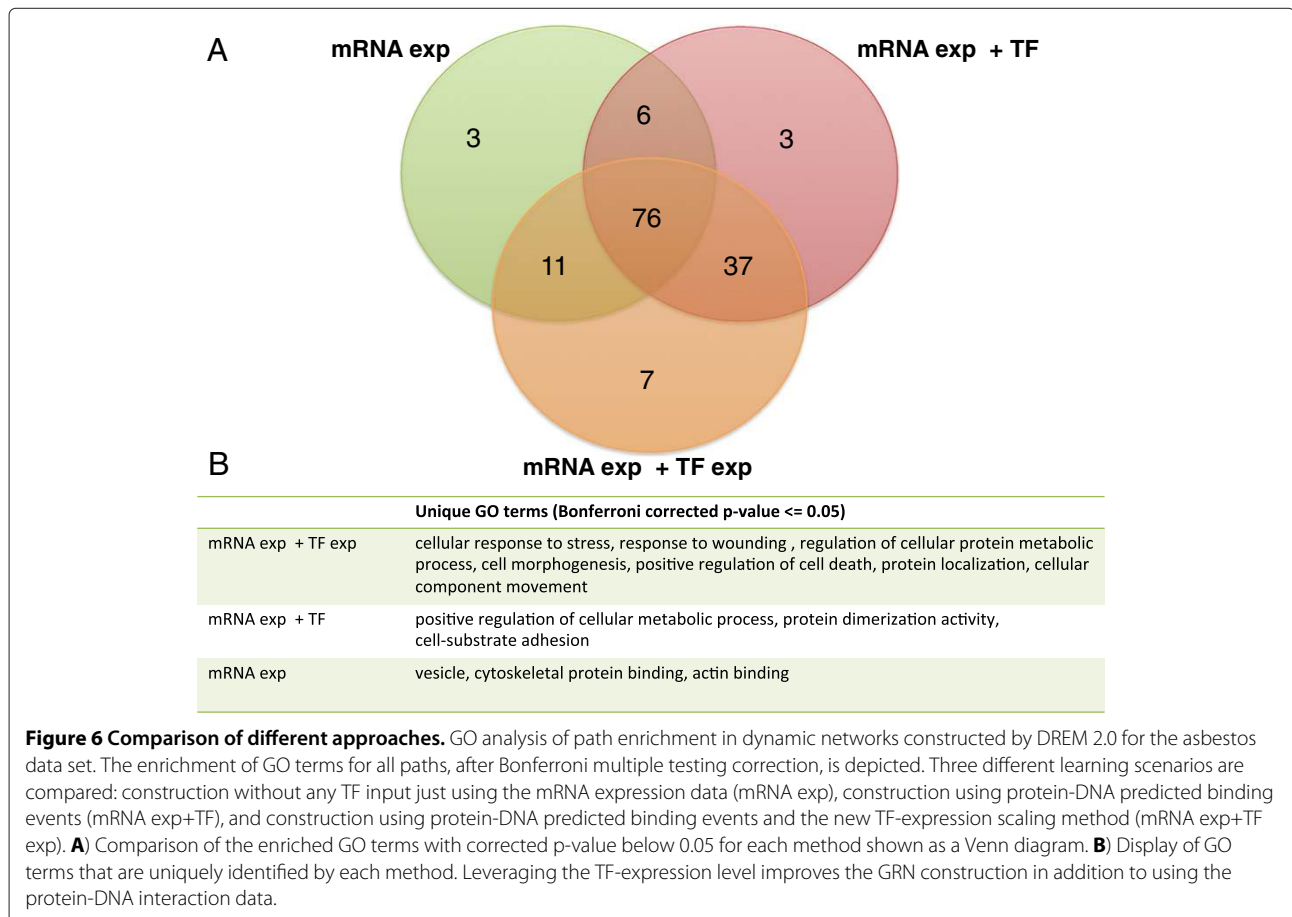 A
mRNA exp
mRNA exp + TF
6
3
3
76
11
37
7
B
mRNA exp + TF exp
Unique GO terms (Bonferroni corrected p-value <= 0.05)
mRNA exp + TF exp
cellular response to stress, response to wounding , regulation of cellular protein metabolic
process, cell morphogenesis, positive regulation of cell death, protein localization, cellular
component movement
mRNA exp + TF
positive regulation of cellular metabolic process, protein dimerization activity,
cell-substrate adhesion
mRNA exp
vesicle, cytoskeletal protein binding, actin binding
Figure 6 Comparison of different approaches. GO analysis of path enrichment in dynamic networks constructed by DREM 2.0 for the asbestos
data set. The enrichment of GO terms for all paths, after Bonferroni multiple testing correction, is depicted. Three different learning scenarios are
compared: construction without any TF input just using the mRNA expression data (mRNA exp), construction using protein-DNA predicted binding
events (mRNA exp+TF), and construction using protein-DNA predicted binding events and the new TF-expression scaling method (mRNA exp+TF
exp). A) Comparison of the enriched GO terms with corrected p-value below 0.05 for each method shown as a Venn diagram. B) Display of GO
terms that are uniquely identified by each method. Leveraging the TF-expression level improves the GRN construction in addition to using the
protein-DNA interaction data.